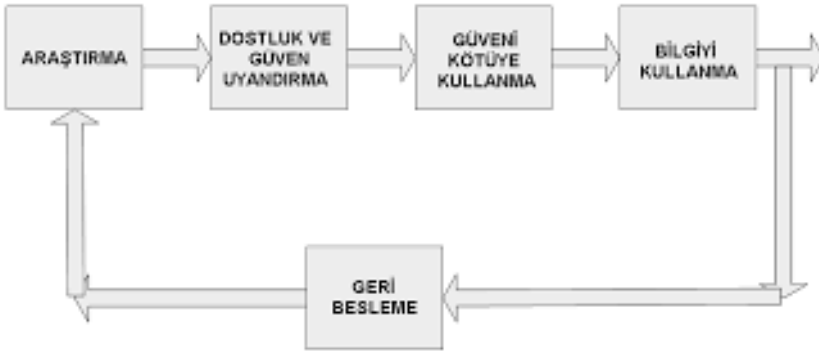 ARAŞTIRMA
DOSTLUK VE
GÜVEN
UYANDIRMA
GÜVENİ
KÖTÜYE
KULLANMA
BİLGİYİ
KULLANMA
GERİ
BESLEME